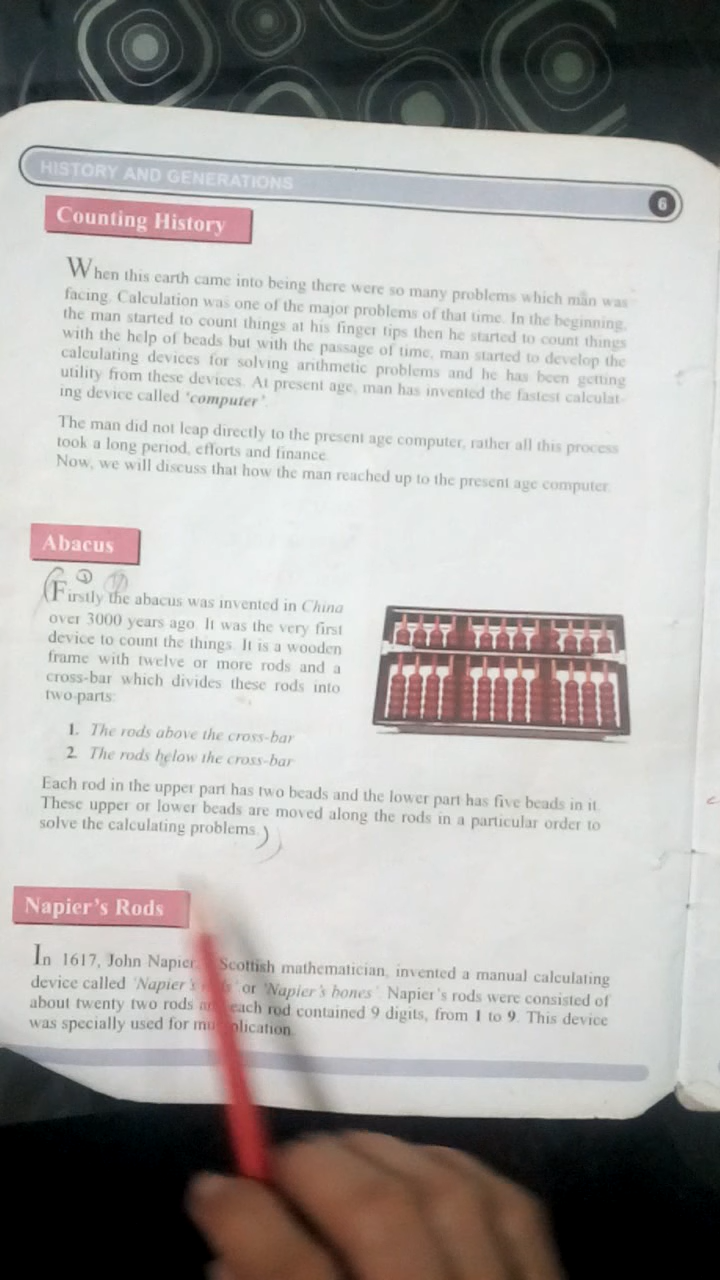 HISTORY AND GENERATIONS
6
Counting History
When this earth came into being there were so many problems which man was
facing. Calculation was one of the major problems of that time. In the beginning,
the man started to count things at his finger tips then he started to count things
with the help of beads but with the passage of time, man started to develop the
calculating devices for solving arithmetic problems and he has been getting
utility from these devices. At present age, man has invented the fastest calculat-
ing device called 'computer'.
The man did not leap directly to the present age computer, rather all this process
took a long period, efforts and finance.
Now, we will discuss that how the man reached up to the present age computer.
Abacus
Firstly the abacus was invented in China
over 3000 years ago. It was the very first
device to count the things. It is a wooden
frame with twelve or more rods and a
cross-bar which divides these rods into
two-parts:
1. The rods above the cross-bar
2. The rods below the cross-bar
Each rod in the upper part has two beads and the lower part has five beads in it.
These upper or lower beads are moved along the rods in a particular order to
solve the calculating problems.
Napier's Rods
In 1617, John Napier, Scottish mathematician, invented a manual calculating
device called 'Napier's or 'Napier's bones'. Napier's rods were consisted of
about twenty two rods each rod contained 9 digits, from 1 to 9. This device
was specially used for